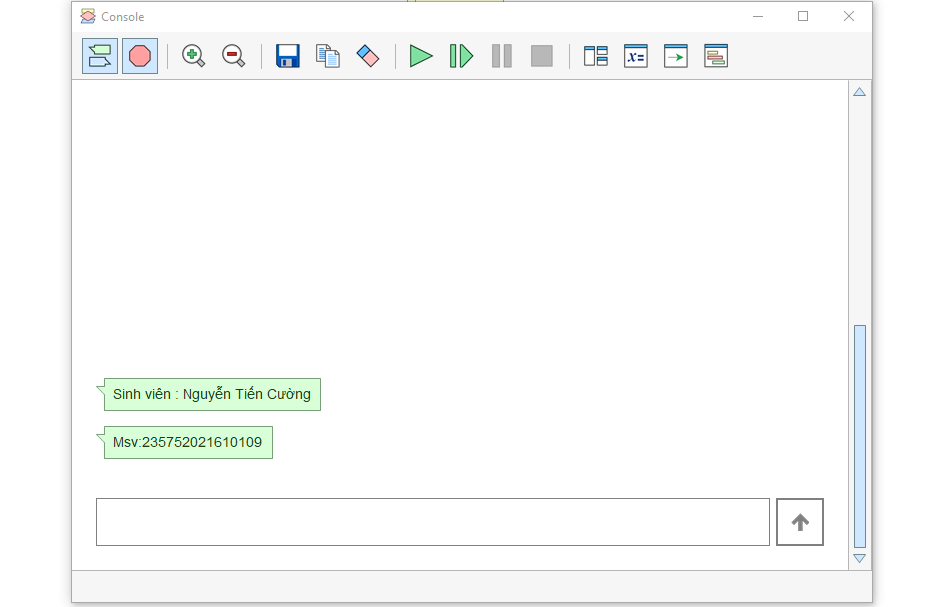 Console
x=
Sinh viên : Nguyễn Tiến Cường
Msv:235752021610109